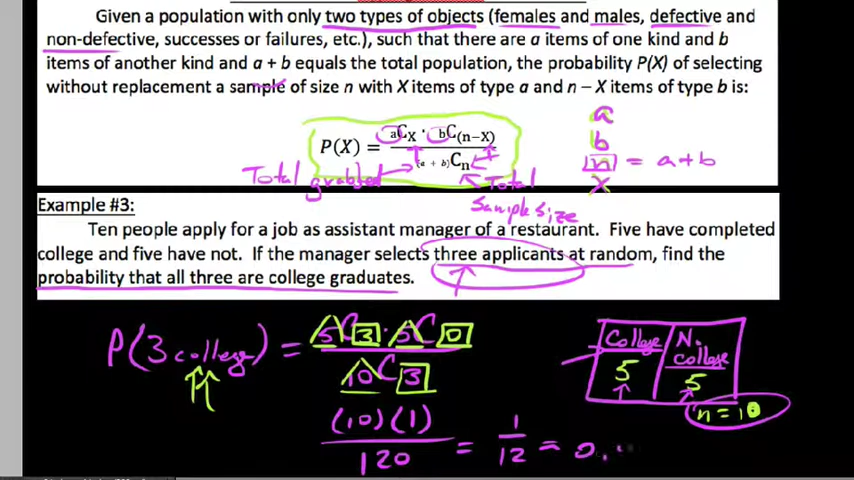 Given a population with only two types of objects (females and males, defective and
non-defective, successes or failures, etc.), such that there are a items of one kind and b
items of another kind and a + b equals the total population, the probability P(X) of selecting
without replacement a sample of size n with X items of type a and n – X items of type b is:
P(X) = aCX · bC(n-X) / (a + b)Cn
a
b
n = a+b
X
Total grabbed
Total Sample Size
Example #3:
Ten people apply for a job as assistant manager of a restaurant. Five have completed
college and five have not. If the manager selects three applicants at random, find the
probability that all three are college graduates.
P(3 college) = 5C3 · 5C0 / 10C3
(10)(1) / 120 = 1/12 = 0.
College N. college
5 5
n = 10